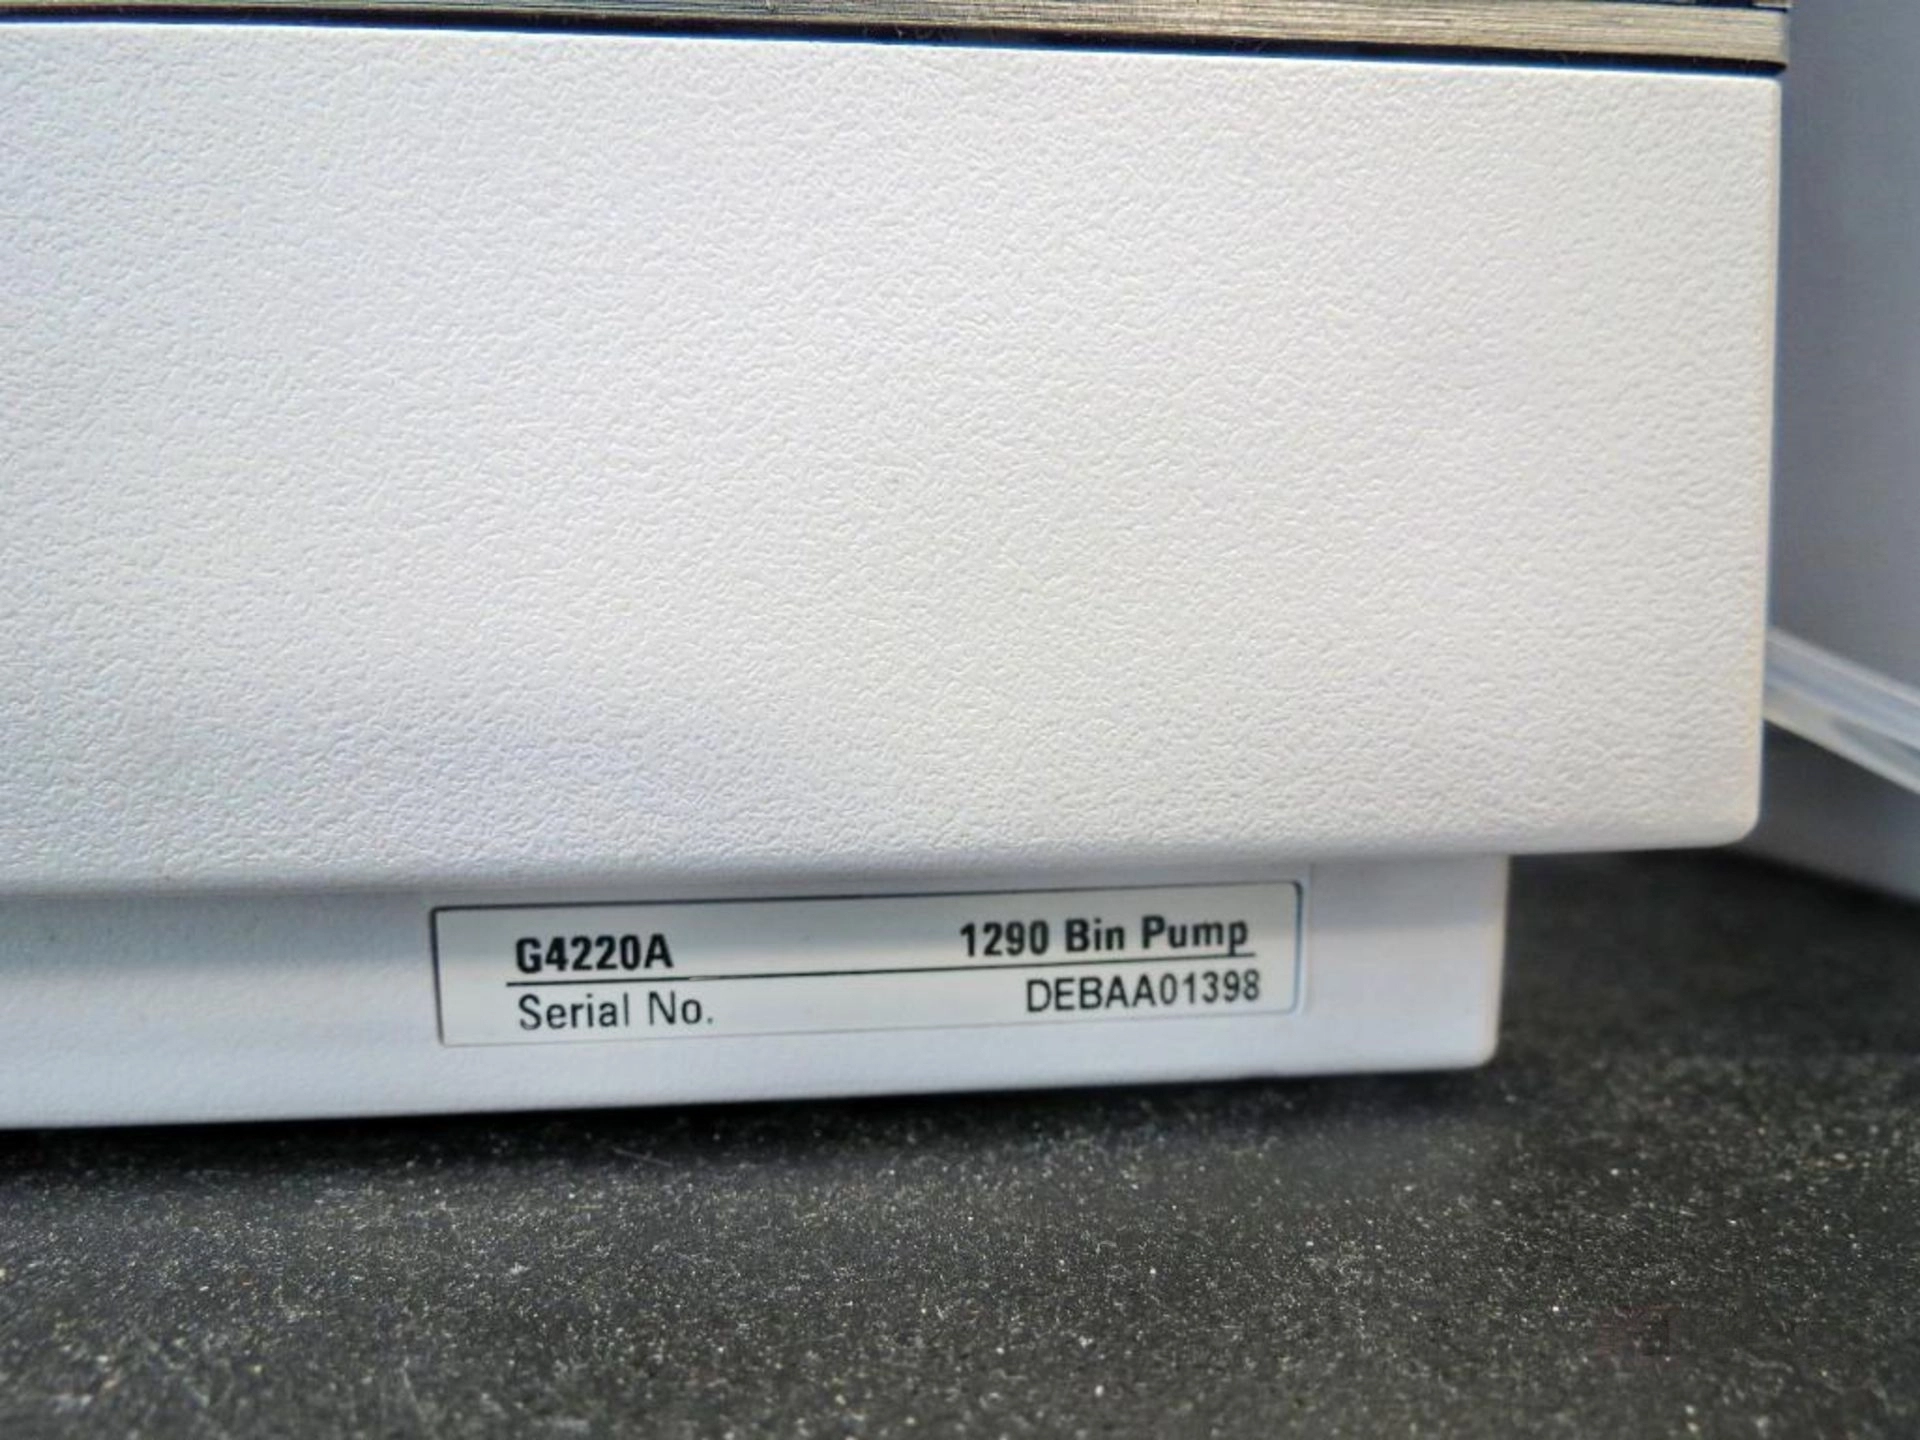 G4220A 1290 Bin Pump
Serial No. DEBAA01398